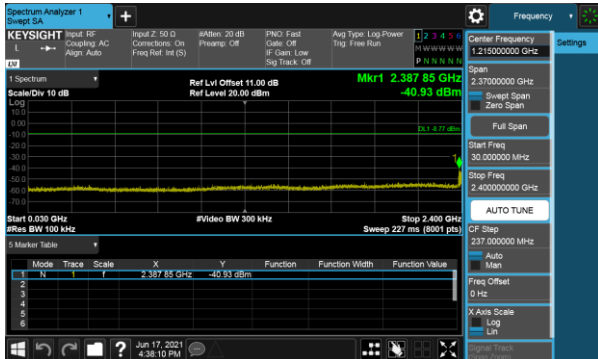 Spectrum Analyzer 1
Swept SA
Frequency
KEYSIGHT
Input: RF
Input Z: 50 Ω
#Atten: 20 dB
PNO: Fast
Avg Type: Log-Power
1 2 3 4 5 6
L
Coupling: AC
Corrections: On
Preamp: Off
Gate: Off
Trig: Free Run
Align: Auto
Freq Ref: Int (S)
IF Gain: Low
M W W W W W
Sig Track: Off
P N N N N N
Settings
Center Frequency
1.215000000 GHz
Span
2.37000000 GHz
Swept Span
Zero Span
Full Span
Start Freq
30.000000 MHz
Stop Freq
2.400000000 GHz
AUTO TUNE
CF Step
237.000000 MHz
Auto
Man
Freq Offset
0 Hz
X Axis Scale
Log
Lin
Signal Track
1 Spectrum
Ref Lvl Offset 11.00 dB
Mkr1 2.387 85 GHz
Scale/Div 10 dB
Ref Level 20.00 dBm
-40.93 dBm
Log
10.0
0.00
-10.0
-20.0
-30.0
-40.0
-50.0
-60.0
-70.0
DL1 -8.77 dBm
1
Start 0.030 GHz
#Video BW 300 kHz
Stop 2.400 GHz
#Res BW 100 kHz
Sweep 227 ms (8001 pts)
5 Marker Table
Mode Trace Scale X Y Function Function Width Function Value
1 N 1 f 2.387 85 GHz -40.93 dBm
2
3
4
5
6
? Jun 17, 2021
4:38:10 PM